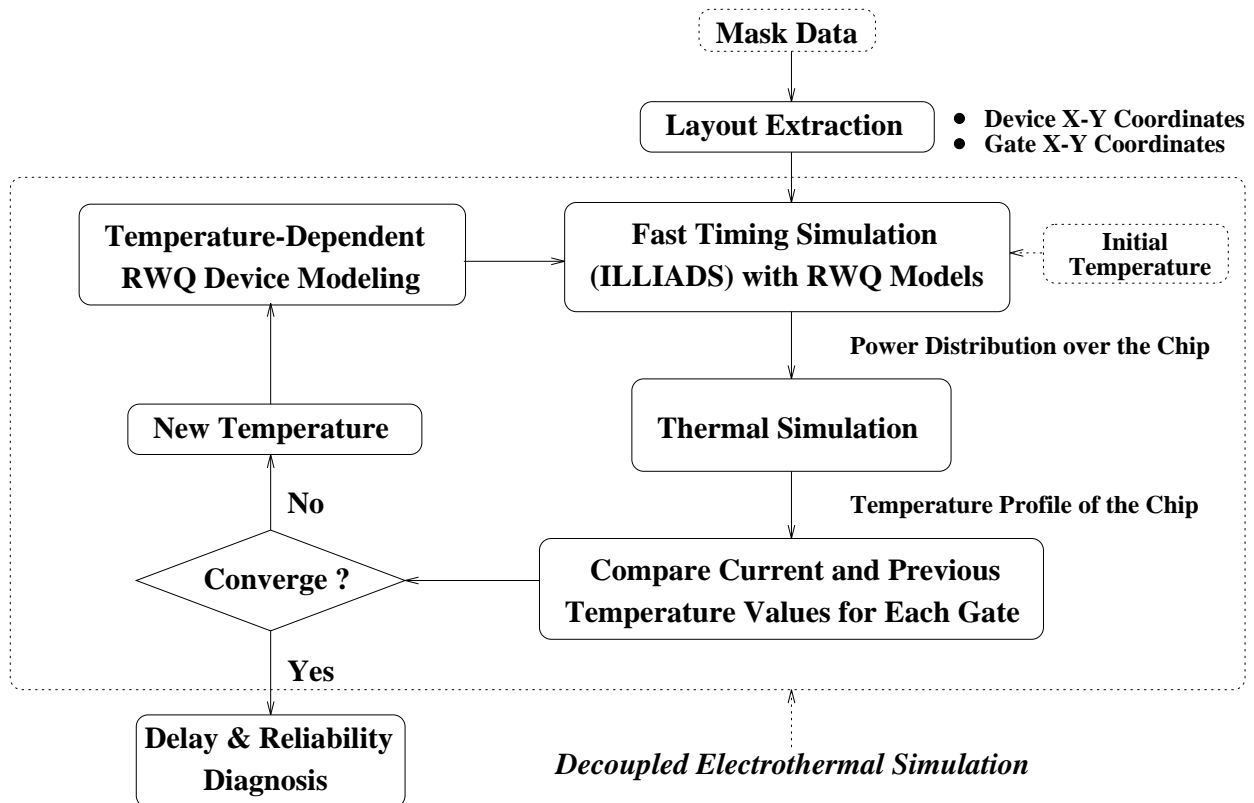 Mask Data
Layout Extraction
• Device X-Y Coordinates
• Gate X-Y Coordinates
Temperature-Dependent
RWQ Device Modeling
Fast Timing Simulation
(ILLIADS) with RWQ Models
Initial
Temperature
Power Distribution over the Chip
New Temperature
Thermal Simulation
No
Temperature Profile of the Chip
Converge ?
Compare Current and Previous
Temperature Values for Each Gate
Yes
Delay & Reliability
Diagnosis
Decoupled Electrothermal Simulation